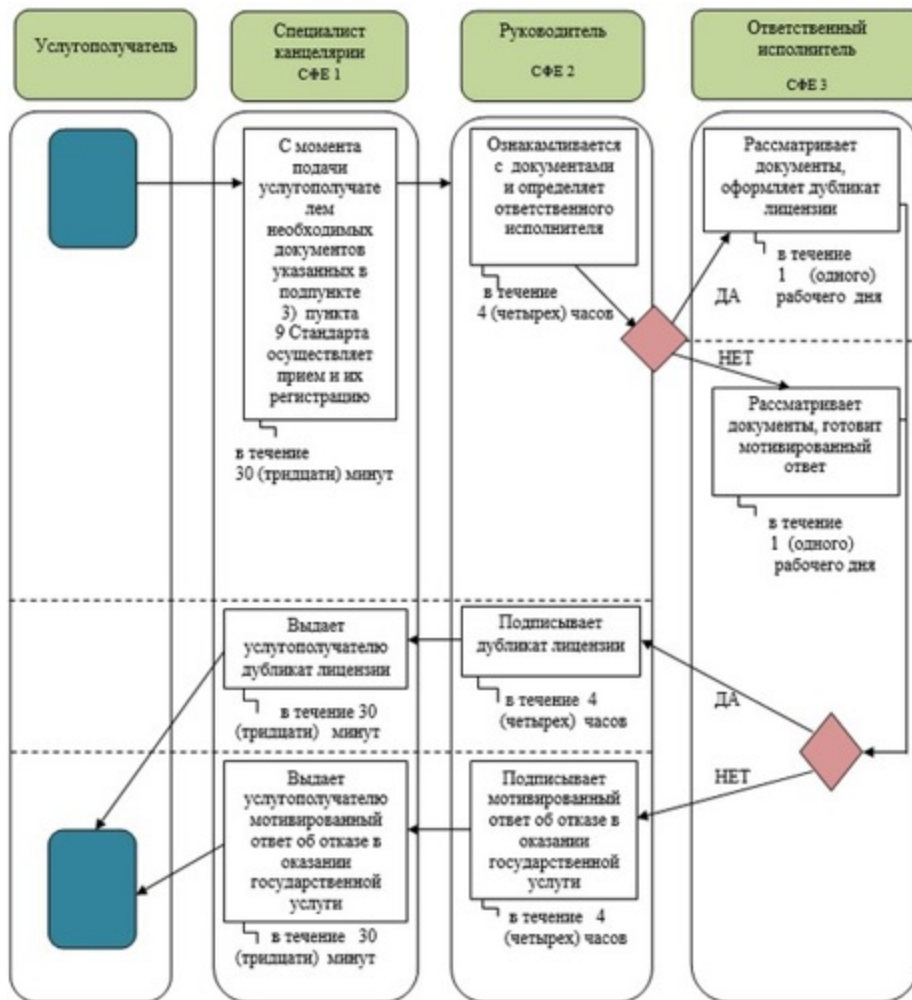 Услугополучатель
Специалист
канцелярии
СФЕ 1
Руководитель
СФЕ 2
Ответственный
исполнитель
СФЕ 3
С момента
подачи
услугополучате
лем
необходимых
документов
указанных в
подпункте
3) пункта
9 Стандарта
осуществляет
прием и их
регистрацию
в течение
30 (тридцати) минут
Ознакамливается
с документами
и определяет
ответственного
исполнителя
в течение
4 (четырех) часов
Рассматривает
документы,
оформляет дубликат
лицензии
в течение
1 (одного)
рабочего дня
ДА
НЕТ
Рассматривает
документы, готовит
мотивированный
ответ
в течение
1 (одного)
рабочего дня
Выдает
услугополучателю
дубликат лицензии
в течение 30
(тридцати) минут
Подписывает
дубликат лицензии
в течение 4
(четырех) часов
ДА
НЕТ
Выдает
услугополучателю
мотивированный
ответ об отказе в
оказании
государственной
услуги
в течение 30
(тридцати) минут
Подписывает
мотивированный
ответ об отказе в
оказании
государственной
услуги
в течение 4
(четырех) часов